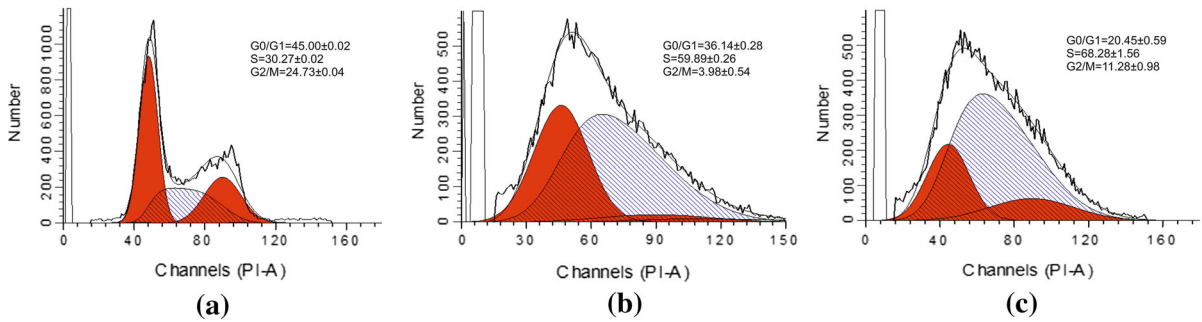 G0/G1=45.00±0.02
S=30.27±0.02
G2/M=24.73±0.04
Number
0 200 400 600 800 1000
0 40 80 120 160
Channels (PI-A)
(a)
G0/G1=36.14±0.28
S=59.89±0.26
G2/M=3.98±0.54
Number
0 100 200 300 400 500
0 30 60 90 120 150
Channels (PI-A)
(b)
G0/G1=20.45±0.59
S=68.28±1.56
G2/M=11.28±0.98
Number
0 100 200 300 400 500
0 40 80 120 160
Channels (PI-A)
(c)